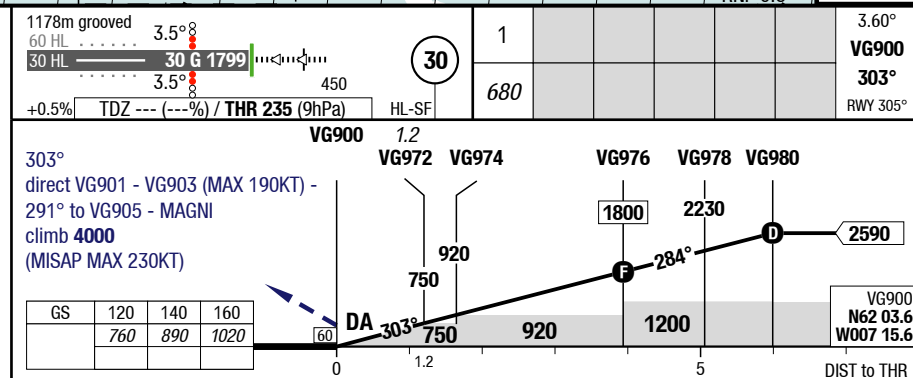 1178m grooved
60 HL
3.5°
30 HL
30 G 1799
3.5°
450
30
+0.5%
TDZ --- (---%) / THR 235 (9hPa)
HL-SF
1
680
3.60°
VG900
303°
RWY 305°
VG900
1.2
VG972 VG974 VG976 VG978 VG980
303°
direct VG901 - VG903 (MAX 190KT) -
291° to VG905 - MAGNI
climb 4000
(MISAP MAX 230KT)
1800
2230
2590
D
920
284°
750
F
GS 120 140 160
760 890 1020
60
DA
303°
750
920
1200
VG900
N62 03.6
W007 15.6
0
1.2
5
DIST to THR